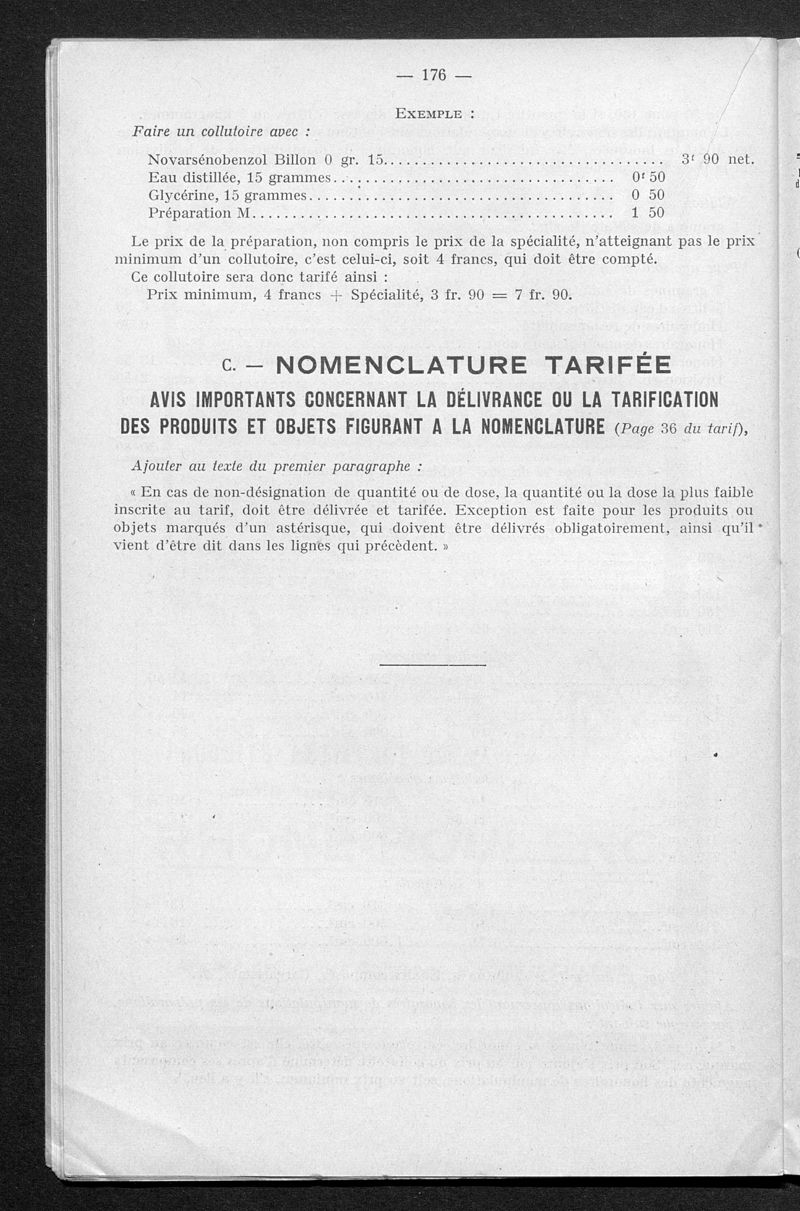 — 176 —
EXEMPLE :
Faire un collutoire avec :
Novarsénobenzol Billon 0 gr. 15................................... 3ᶠ 90 net.
Eau distillée, 15 grammes................................... 0ᶠ 50
Glycérine, 15 grammes...................................... 0 50
Préparation M............................................. 1 50
Le prix de la préparation, non compris le prix de la spécialité, n'atteignant pas le prix
minimum d'un collutoire, c'est celui-ci, soit 4 francs, qui doit être compté.
Ce collutoire sera donc tarifé ainsi :
Prix minimum, 4 francs + Spécialité, 3 fr. 90 = 7 fr. 90.
C. — NOMENCLATURE TARIFÉE
AVIS IMPORTANTS CONCERNANT LA DÉLIVRANCE OU LA TARIFICATION
DES PRODUITS ET OBJETS FIGURANT A LA NOMENCLATURE (Page 36 du tarif),
Ajouter au texte du premier paragraphe :
« En cas de non-désignation de quantité ou de dose, la quantité ou la dose la plus faible
inscrite au tarif, doit être délivrée et tarifée. Exception est faite pour les produits ou
objets marqués d'un astérisque, qui doivent être délivrés obligatoirement, ainsi qu'il
vient d'être dit dans les lignes qui précèdent. »